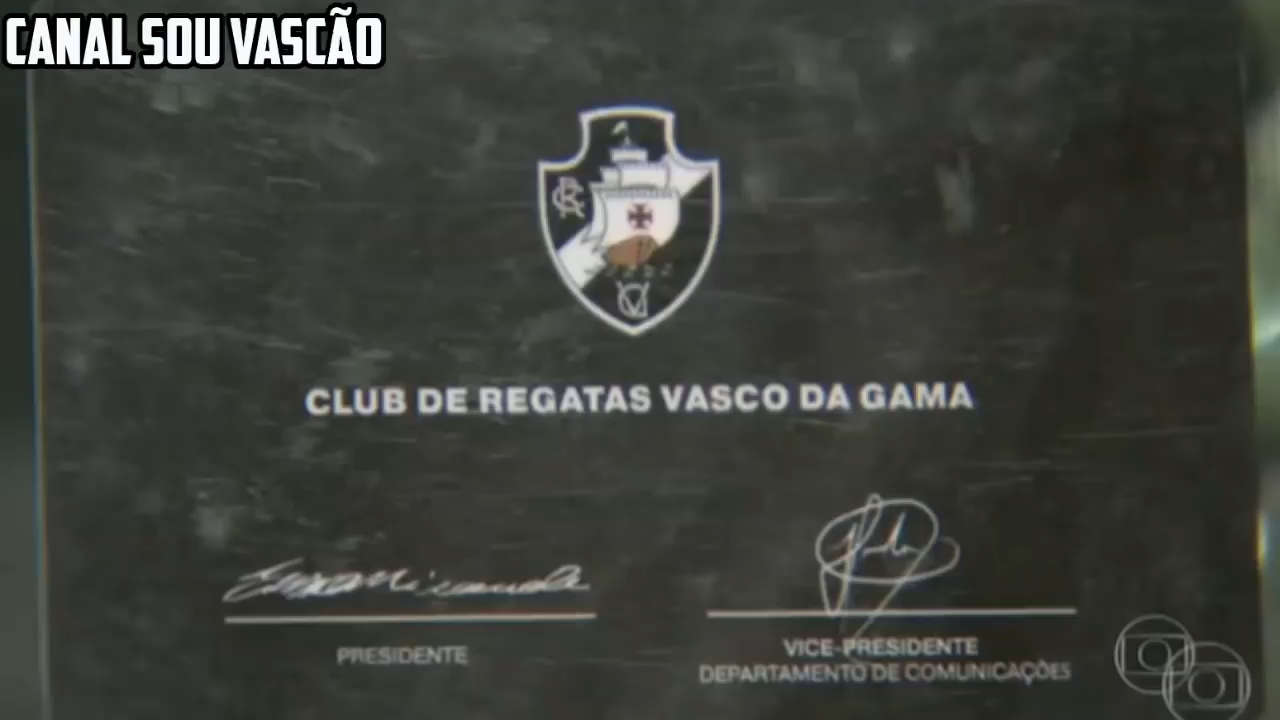 CANAL SOU VASCÃO
CLUB DE REGATAS VASCO DA GAMA
PRESIDENTE
VICE-PRESIDENTE
DEPARTAMENTO DE COMUNICAÇÕES